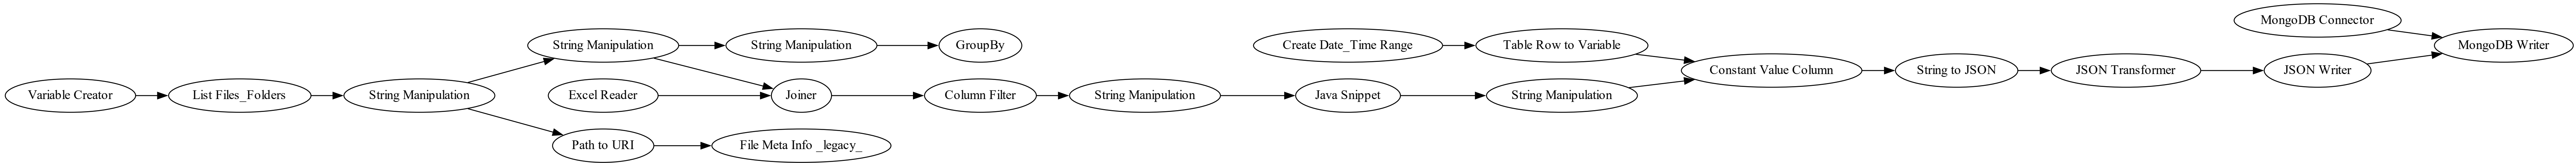 MongoDB Connector
String Manipulation
String Manipulation
GroupBy
Create Date_Time Range
Table Row to Variable
MongoDB Writer
Constant Value Column
String to JSON
JSON Transformer
JSON Writer
Variable Creator
List Files_Folders
String Manipulation
Excel Reader
Joiner
Column Filter
String Manipulation
Java Snippet
String Manipulation
Path to URI
File Meta Info _legacy_